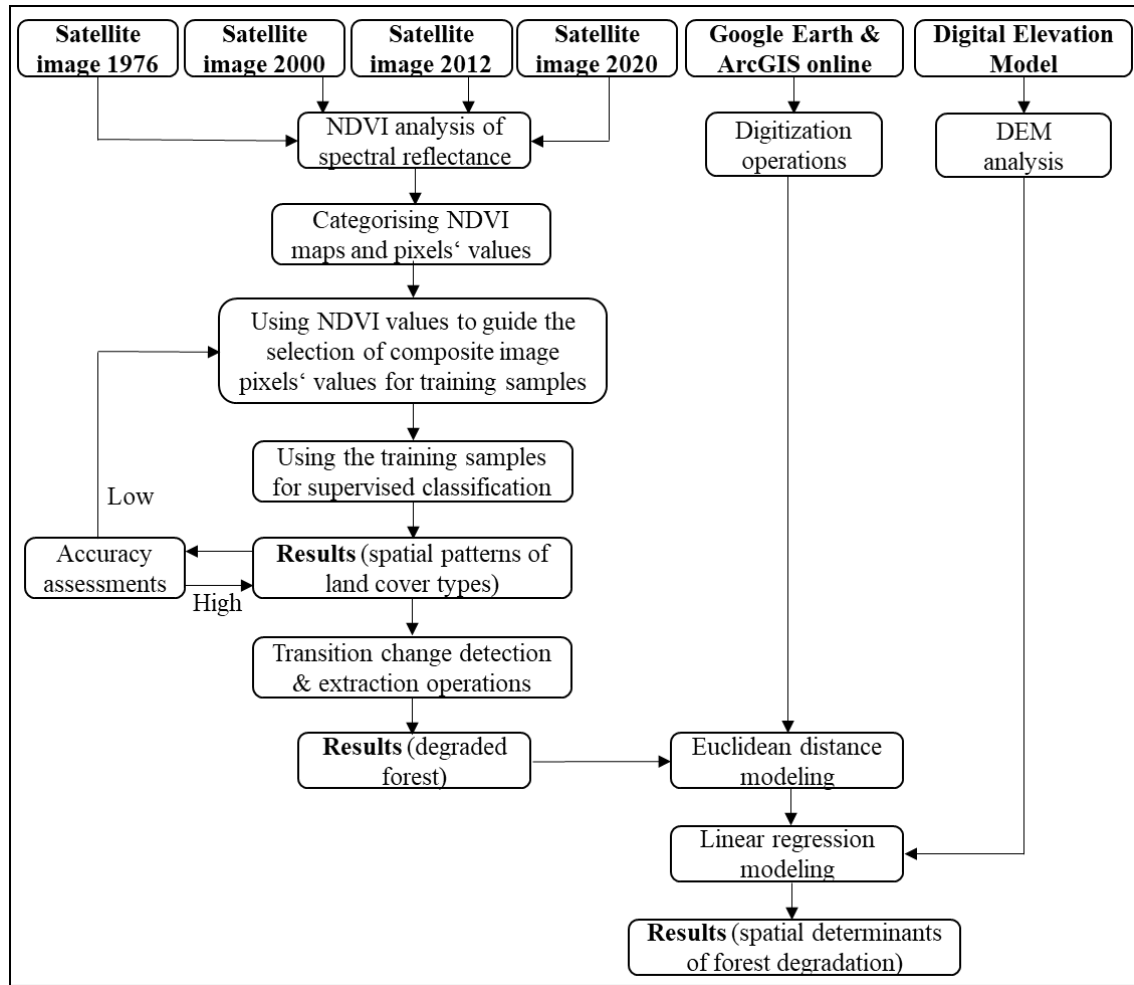 Satellite
image 1976
Satellite
image 2000
Satellite
image 2012
Satellite
image 2020
Google Earth &
ArcGIS online
Digital Elevation
Model
NDVI analysis of
spectral reflectance
Digitization
operations
DEM
analysis
Categorising NDVI
maps and pixels‘ values
Using NDVI values to guide the
selection of composite image
pixels‘ values for training samples
Using the training samples
for supervised classification
Low
Accuracy
assessments
High
Results (spatial patterns of
land cover types)
Transition change detection
& extraction operations
Results (degraded
forest)
Euclidean distance
modeling
Linear regression
modeling
Results (spatial determinants
of forest degradation)